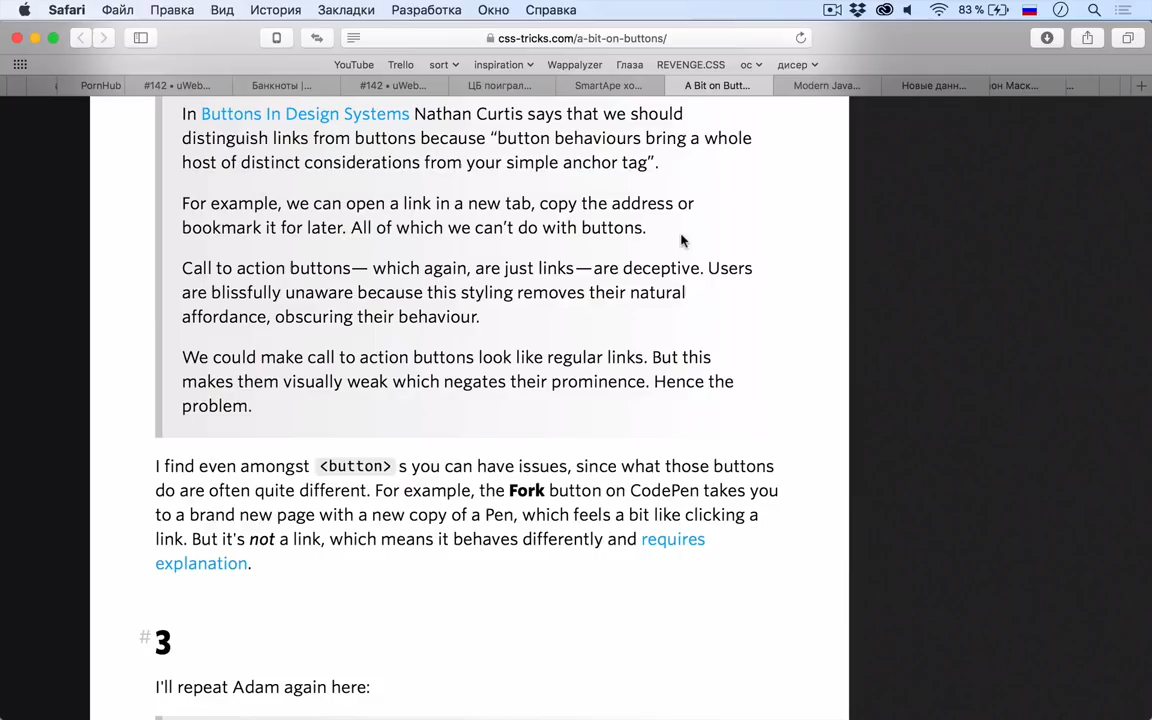 Safari Файл Правка Вид История Закладки Разработка Окно Справка 83 %
css-tricks.com/a-bit-on-buttons/
YouTube Trello sort inspiration Wappalyzer Глаза REVENGE.CSS ос дисер
PornHub #142 • uWeb... Банкноты |... #142 • uWeb... ЦБ поиграл... SmartApe хо... A Bit on Butt... Modern Java... Новые данн... юн Маск... ...
In Buttons In Design Systems Nathan Curtis says that we should
distinguish links from buttons because “button behaviours bring a whole
host of distinct considerations from your simple anchor tag”.
For example, we can open a link in a new tab, copy the address or
bookmark it for later. All of which we can’t do with buttons.
Call to action buttons— which again, are just links—are deceptive. Users
are blissfully unaware because this styling removes their natural
affordance, obscuring their behaviour.
We could make call to action buttons look like regular links. But this
makes them visually weak which negates their prominence. Hence the
problem.
I find even amongst <button> s you can have issues, since what those buttons
do are often quite different. For example, the Fork button on CodePen takes you
to a brand new page with a new copy of a Pen, which feels a bit like clicking a
link. But it's not a link, which means it behaves differently and requires
explanation.
# 3
I'll repeat Adam again here: